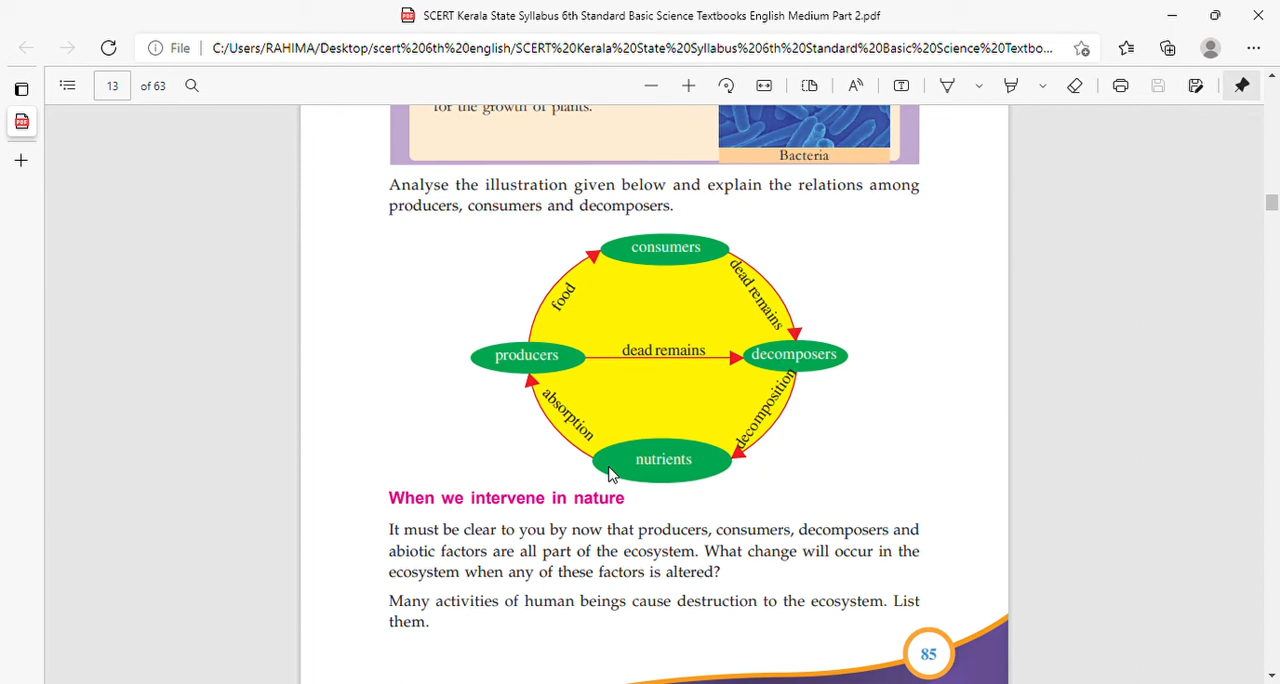 SCERT Kerala State Syllabus 6th Standard Basic Science Textbooks English Medium Part 2.pdf
File | C:/Users/RAHIMA/Desktop/scert%206th%20english/SCERT%20Kerala%20State%20Syllabus%206th%20Standard%20Basic%20Science%20Textbo...
13 of 63
for the growth of plants.
Bacteria
Analyse the illustration given below and explain the relations among
producers, consumers and decomposers.
consumers
food
dead remains
producers
dead remains
decomposers
absorption
decomposition
nutrients
When we intervene in nature
It must be clear to you by now that producers, consumers, decomposers and
abiotic factors are all part of the ecosystem. What change will occur in the
ecosystem when any of these factors is altered?
Many activities of human beings cause destruction to the ecosystem. List
them.
85